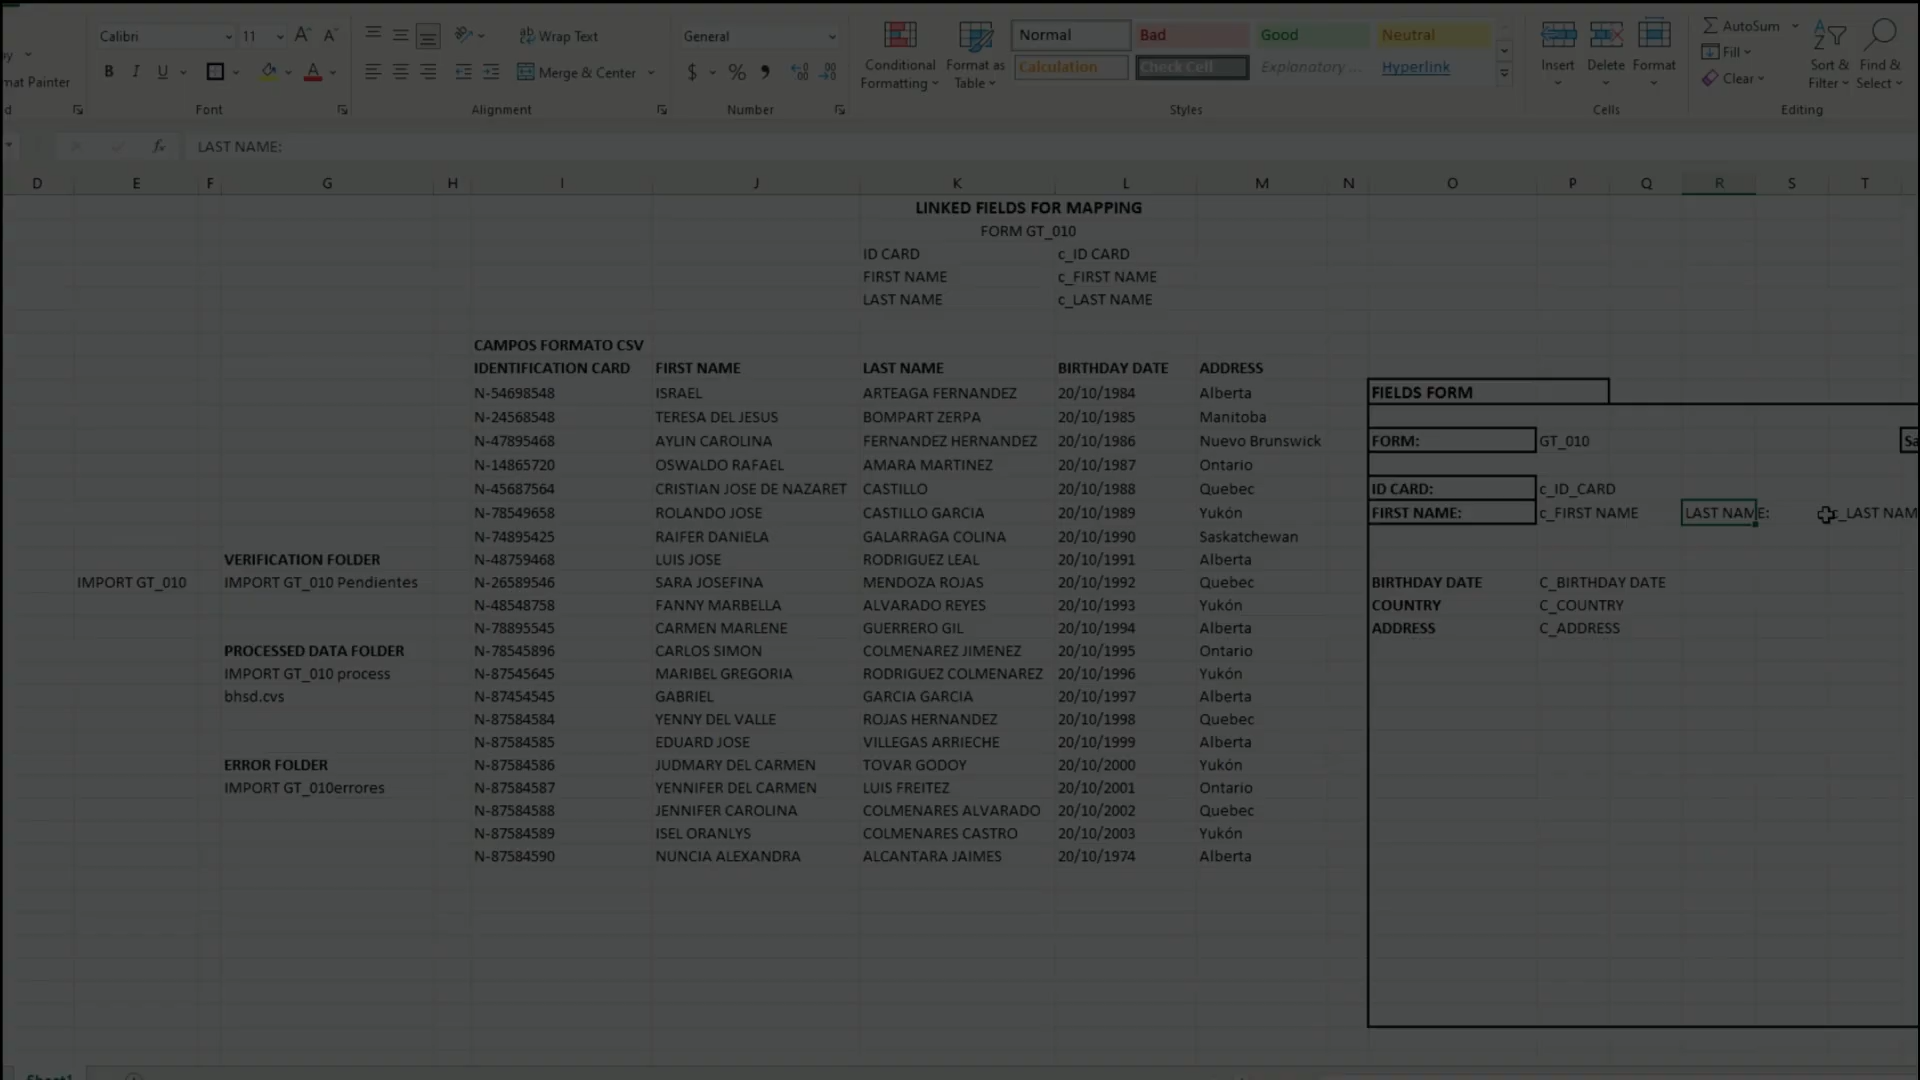 Calibri 11 Wrap Text General Normal Bad Good Neutral AutoSum
mat Painter B I U Merge & Center $ % Conditional Formatting Format as Table Calculation Check Cell Explanatory ... Hyperlink Insert Delete Format Fill Clear Sort & Filter Find & Select
Font Alignment Number Styles Cells Editing
fx LAST NAME:
D E F G H I J K L M N O P Q R S T
LINKED FIELDS FOR MAPPING
FORM GT_010
ID CARD c_ID CARD
FIRST NAME c_FIRST NAME
LAST NAME c_LAST NAME
CAMPOS FORMATO CSV
IDENTIFICATION CARD FIRST NAME LAST NAME BIRTHDAY DATE ADDRESS
N-54698548 ISRAEL ARTEAGA FERNANDEZ 20/10/1984 Alberta FIELDS FORM
N-24568548 TERESA DEL JESUS BOMPART ZERPA 20/10/1985 Manitoba
N-47895468 AYLIN CAROLINA FERNANDEZ HERNANDEZ 20/10/1986 Nuevo Brunswick FORM: GT_010 Sa
N-14865720 OSWALDO RAFAEL AMARA MARTINEZ 20/10/1987 Ontario
N-45687564 CRISTIAN JOSE DE NAZARET CASTILLO 20/10/1988 Quebec ID CARD: c_ID_CARD
N-78549658 ROLANDO JOSE CASTILLO GARCIA 20/10/1989 Yukón FIRST NAME: c_FIRST NAME LAST NAME: c_LAST NAM
N-74895425 RAIFER DANIELA GALARRAGA COLINA 20/10/1990 Saskatchewan
VERIFICATION FOLDER N-48759468 LUIS JOSE RODRIGUEZ LEAL 20/10/1991 Alberta
IMPORT GT_010 IMPORT GT_010 Pendientes N-26589546 SARA JOSEFINA MENDOZA ROJAS 20/10/1992 Quebec BIRTHDAY DATE C_BIRTHDAY DATE
N-48548758 FANNY MARBELLA ALVARADO REYES 20/10/1993 Yukón COUNTRY C_COUNTRY
N-78895545 CARMEN MARLENE GUERRERO GIL 20/10/1994 Alberta ADDRESS C_ADDRESS
PROCESSED DATA FOLDER N-78545896 CARLOS SIMON COLMENAREZ JIMENEZ 20/10/1995 Ontario
IMPORT GT_010 process N-87545645 MARIBEL GREGORIA RODRIGUEZ COLMENAREZ 20/10/1996 Yukón
bhsd.cvs N-87454545 GABRIEL GARCIA GARCIA 20/10/1997 Alberta
N-87584584 YENNY DEL VALLE ROJAS HERNANDEZ 20/10/1998 Quebec
N-87584585 EDUARD JOSE VILLEGAS ARRIECHE 20/10/1999 Alberta
ERROR FOLDER N-87584586 JUDMARY DEL CARMEN TOVAR GODOY 20/10/2000 Yukón
IMPORT GT_010errores N-87584587 YENNIFER DEL CARMEN LUIS FREITEZ 20/10/2001 Ontario
N-87584588 JENNIFER CAROLINA COLMENARES ALVARADO 20/10/2002 Quebec
N-87584589 ISEL ORANLYS COLMENARES CASTRO 20/10/2003 Yukón
N-87584590 NUNCIA ALEXANDRA ALCANTARA JAIMES 20/10/1974 Alberta
Sheet1